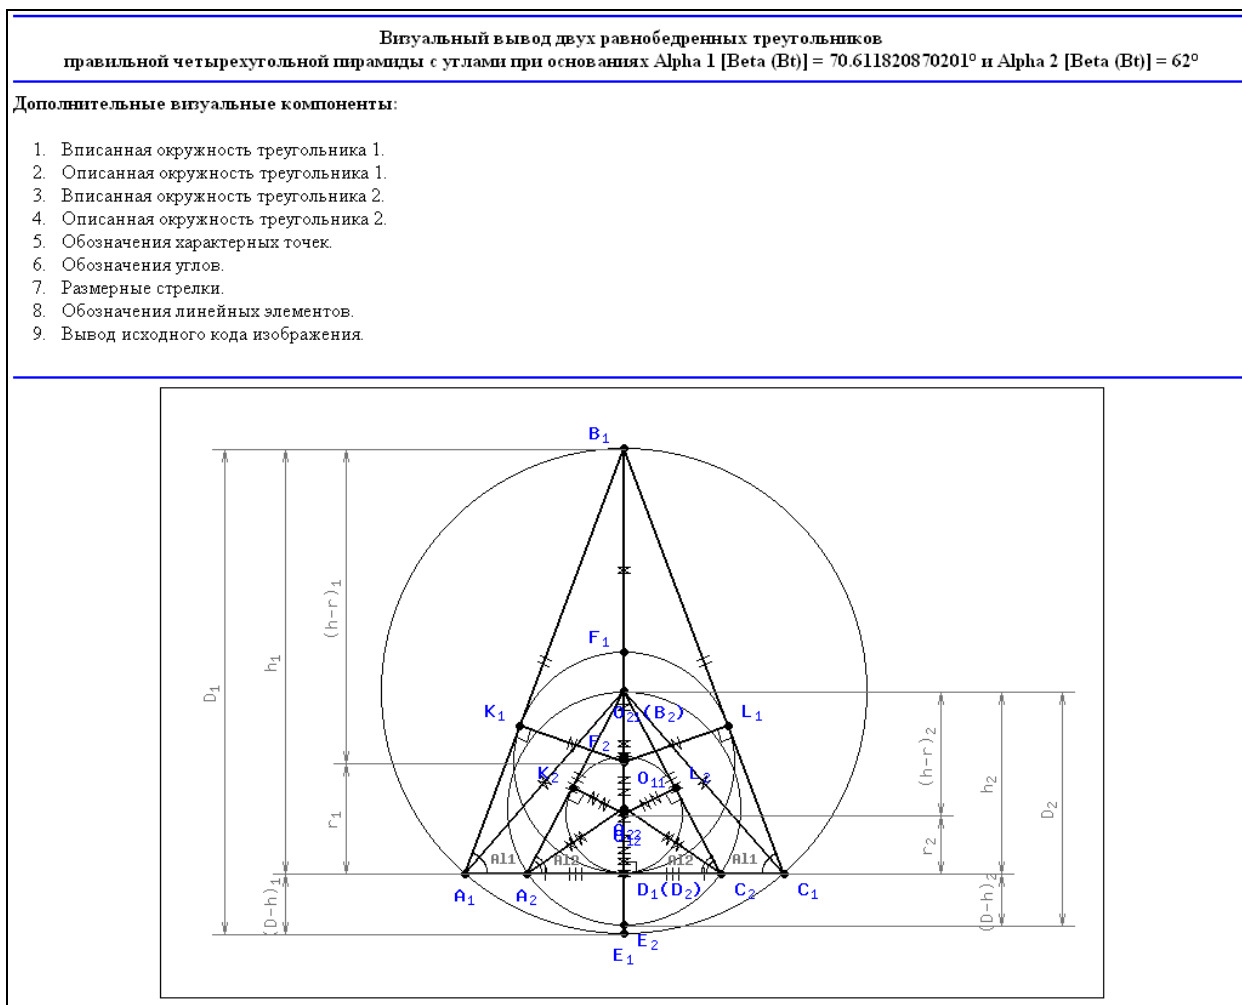 Визуальный вывод двух равнобедренных треугольников
правильной четырехугольной пирамиды с углами при основаниях Alpha 1 [Beta (Bt)] = 70.611820870201° и Alpha 2 [Beta (Bt)] = 62°
Дополнительные визуальные компоненты:
1. Вписанная окружность треугольника 1.
2. Описанная окружность треугольника 1.
3. Вписанная окружность треугольника 2.
4. Описанная окружность треугольника 2.
5. Обозначения характерных точек.
6. Обозначения углов.
7. Размерные стрелки.
8. Обозначения линейных элементов.
9. Вывод исходного кода изображения.
B₁
F₁
(h-r)₁
h₁
D₁
K₁
O₂₁(B₂)
L₁
F₂
K₂
O₁₁
L₂
(h-r)₂
h₂
D₂
r₁
r₂
Al1
Al2
Al2
Al1
A₁
A₂
D₁(D₂)
C₂
C₁
(D-h)₁
(D-h)₂
E₂
E₁